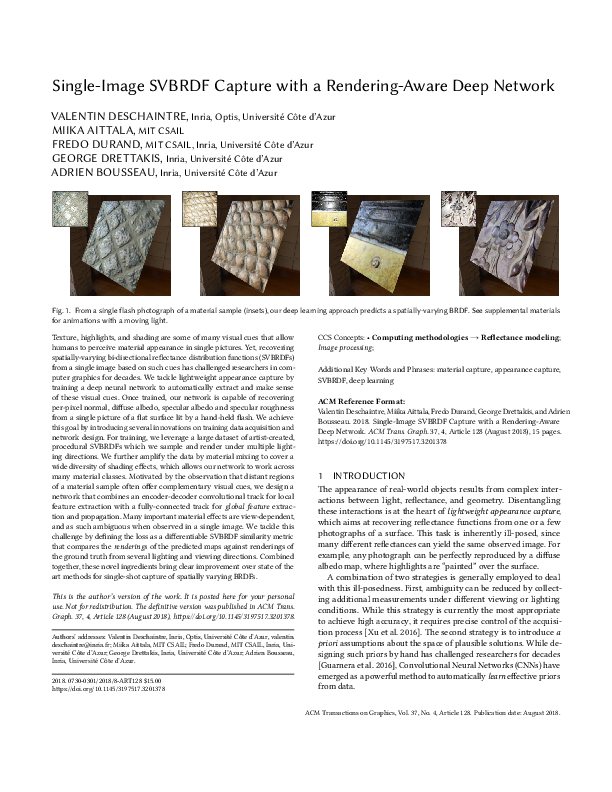 Single-Image SVBRDF Capture with a Rendering-Aware Deep Network
VALENTIN DESCHAINTRE, Inria, Optis, Université Côte d'Azur
MIIKA AITTALA, MIT CSAIL
FREDO DURAND, MIT CSAIL, Inria, Université Côte d'Azur
GEORGE DRETTAKIS, Inria, Université Côte d'Azur
ADRIEN BOUSSEAU, Inria, Université Côte d'Azur
Fig. 1. From a single flash photograph of a material sample (insets), our deep learning approach predicts a spatially-varying BRDF. See supplemental materials
for animations with a moving light.
Texture, highlights, and shading are some of many visual cues that allow
humans to perceive material appearance in single pictures. Yet, recovering
spatially-varying bi-directional reflectance distribution functions (SVBRDFs)
from a single image based on such cues has challenged researchers in com-
puter graphics for decades. We tackle lightweight appearance capture by
training a deep neural network to automatically extract and make sense
of these visual cues. Once trained, our network is capable of recovering
per-pixel normal, diffuse albedo, specular albedo and specular roughness
from a single picture of a flat surface lit by a hand-held flash. We achieve
this goal by introducing several innovations on training data acquisition and
network design. For training, we leverage a large dataset of artist-created,
procedural SVBRDFs which we sample and render under multiple light-
ing directions. We further amplify the data by material mixing to cover a
wide diversity of shading effects, which allows our network to work across
many material classes. Motivated by the observation that distant regions
of a material sample often offer complementary visual cues, we design a
network that combines an encoder-decoder convolutional track for local
feature extraction with a fully-connected track for global feature extrac-
tion and propagation. Many important material effects are view-dependent,
and as such ambiguous when observed in a single image. We tackle this
challenge by defining the loss as a differentiable SVBRDF similarity metric
that compares the renderings of the predicted maps against renderings of
the ground truth from several lighting and viewing directions. Combined
together, these novel ingredients bring clear improvement over state of the
art methods for single-shot capture of spatially varying BRDFs.
This is the author's version of the work. It is posted here for your personal
use. Not for redistribution. The definitive version was published in ACM Trans.
Graph. 37, 4, Article 128 (August 2018), https://doi.org/10.1145/3197517.3201378.
Authors' addresses: Valentin Deschaintre, Inria, Optis, Université Côte d'Azur, valentin.
deschaintre@inria.fr; Miika Aittala, MIT CSAIL; Fredo Durand, MIT CSAIL, Inria, Uni-
versité Côte d'Azur; George Drettakis, Inria, Université Côte d'Azur; Adrien Bousseau,
Inria, Université Côte d'Azur.
2018. 0730-0301/2018/8-ART128 $15.00
https://doi.org/10.1145/3197517.3201378
CCS Concepts: • Computing methodologies → Reflectance modeling;
Image processing;
Additional Key Words and Phrases: material capture, appearance capture,
SVBRDF, deep learning
ACM Reference Format:
Valentin Deschaintre, Miika Aittala, Fredo Durand, George Drettakis, and Adrien
Bousseau. 2018. Single-Image SVBRDF Capture with a Rendering-Aware
Deep Network. ACM Trans. Graph. 37, 4, Article 128 (August 2018), 15 pages.
https://doi.org/10.1145/3197517.3201378
1 INTRODUCTION
The appearance of real-world objects results from complex inter-
actions between light, reflectance, and geometry. Disentangling
these interactions is at the heart of lightweight appearance capture,
which aims at recovering reflectance functions from one or a few
photographs of a surface. This task is inherently ill-posed, since
many different reflectances can yield the same observed image. For
example, any photograph can be perfectly reproduced by a diffuse
albedo map, where highlights are "painted" over the surface.
A combination of two strategies is generally employed to deal
with this ill-posedness. First, ambiguity can be reduced by collect-
ing additional measurements under different viewing or lighting
conditions. While this strategy is currently the most appropriate
to achieve high accuracy, it requires precise control of the acquisi-
tion process [Xu et al. 2016]. The second strategy is to introduce a
priori assumptions about the space of plausible solutions. While de-
signing such priors by hand has challenged researchers for decades
[Guarnera et al. 2016], Convolutional Neural Networks (CNNs) have
emerged as a powerful method to automatically learn effective priors
from data.
ACM Transactions on Graphics, Vol. 37, No. 4, Article 128. Publication date: August 2018.